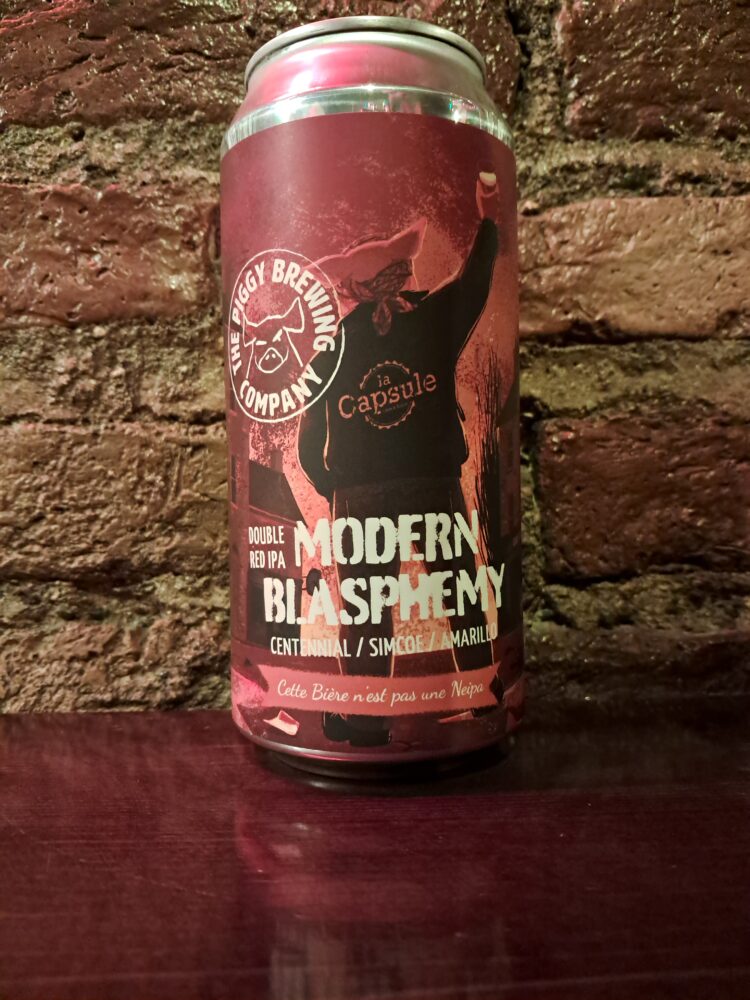 THE PIGGY BREWING
COMPANY
la
Capsule
DOUBLE
RED IPA
MODERN
BLASPHEMY
CENTENNIAL / SIMCOE / AMARILLO
Cette Bière n'est pas une Neipa